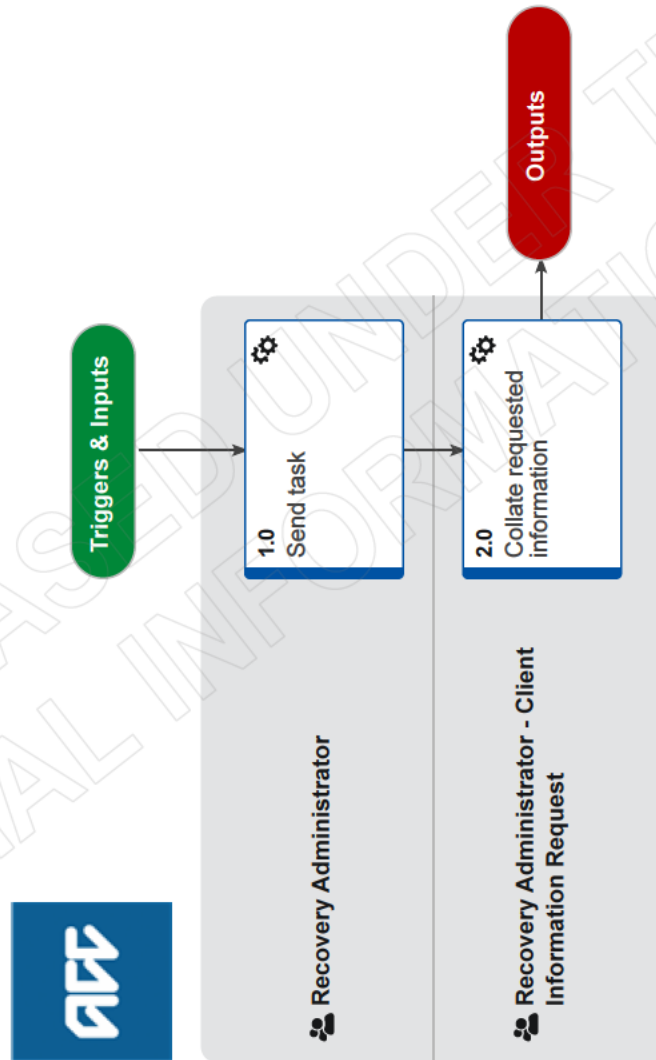 acc
Triggers & Inputs
Recovery Administrator
1.0
Send task
Recovery Administrator - Client
Information Request
2.0
Collate requested
information
Outputs